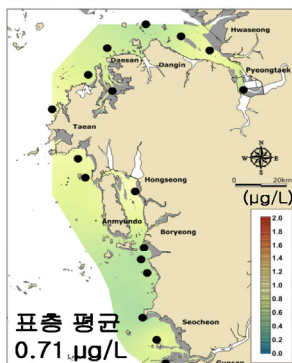 Hwaseong
Daesan
Dangin
Pyeongtaek
Taean
0 20km
(μg/L)
Hongseong
Anmyundo
Boryeong
2.0
1.8
1.6
1.4
1.2
1.0
0.8
0.6
0.4
0.2
0.0
Seocheon
표층 평균
0.71 μg/L
Gunsan